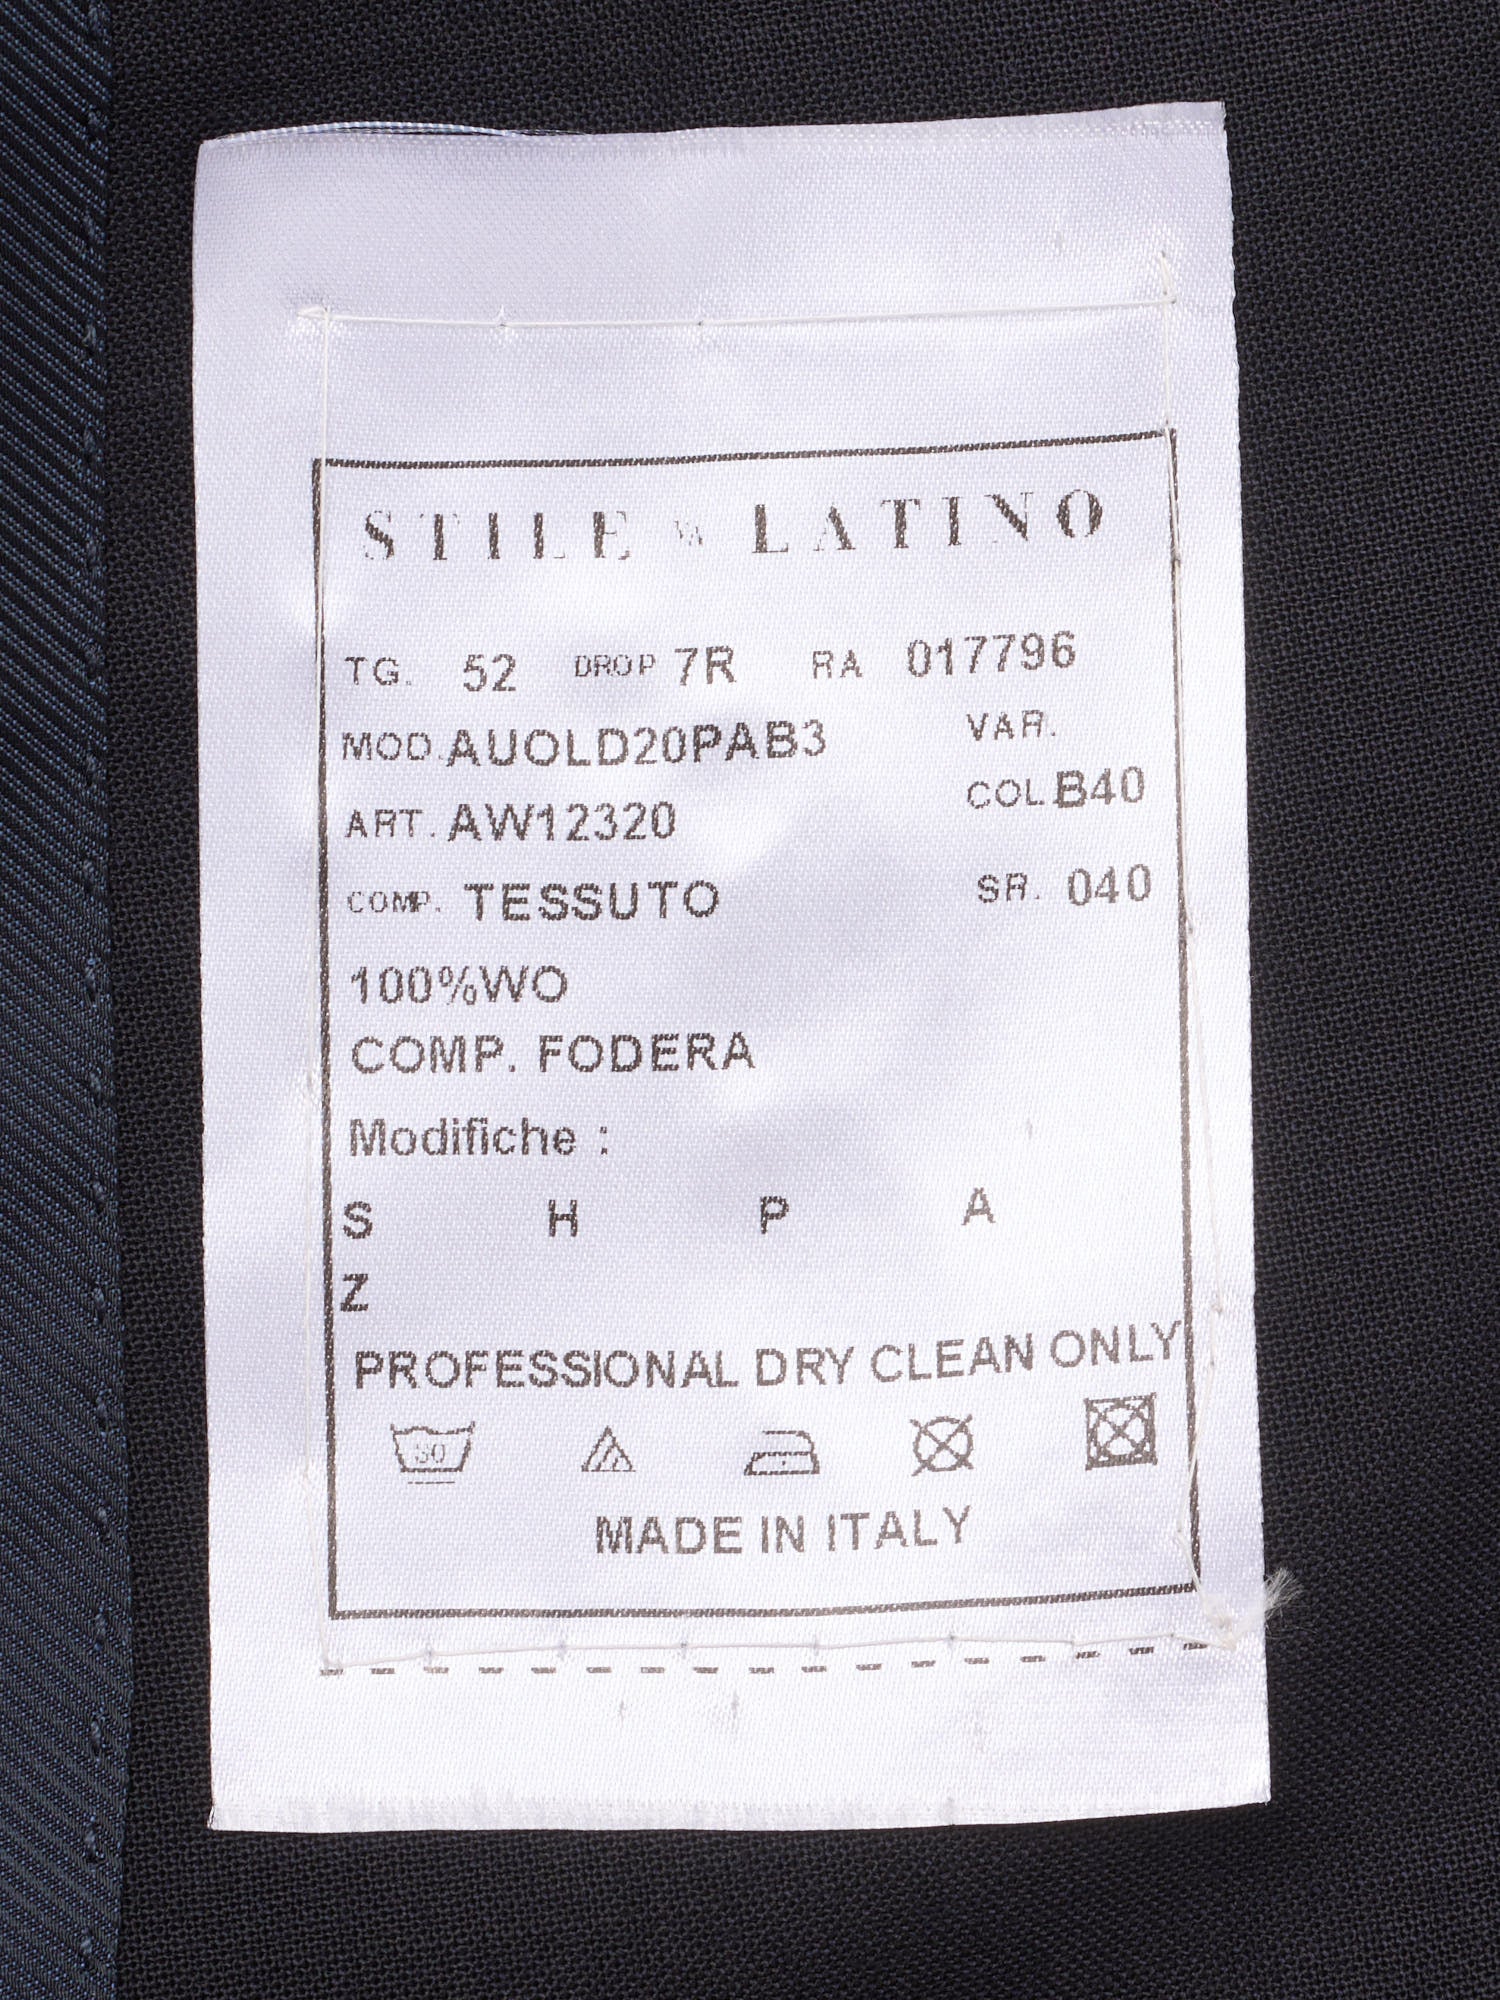 STILE LATINO
TG. 52 DROP 7R RA 017796
MOD. AUOLD20PAB3 VAR.
ART. AW12320 COL. B40
COMP. TESSUTO SR. 040
100%WO
COMP. FODERA
Modifiche :
S H P A
Z
PROFESSIONAL DRY CLEAN ONLY
30
MADE IN ITALY